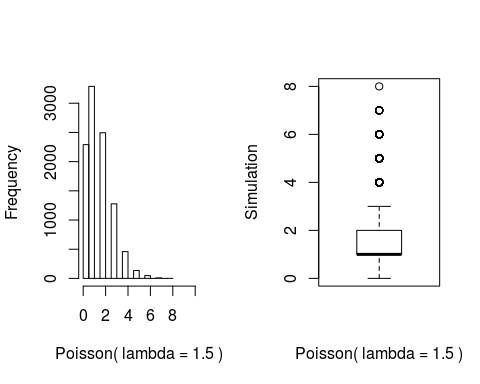 Frequency
3000
2000
1000
0
0 2 4 6 8
Poisson( lambda = 1.5 )
Simulation
8
6
4
2
0
Poisson( lambda = 1.5 )